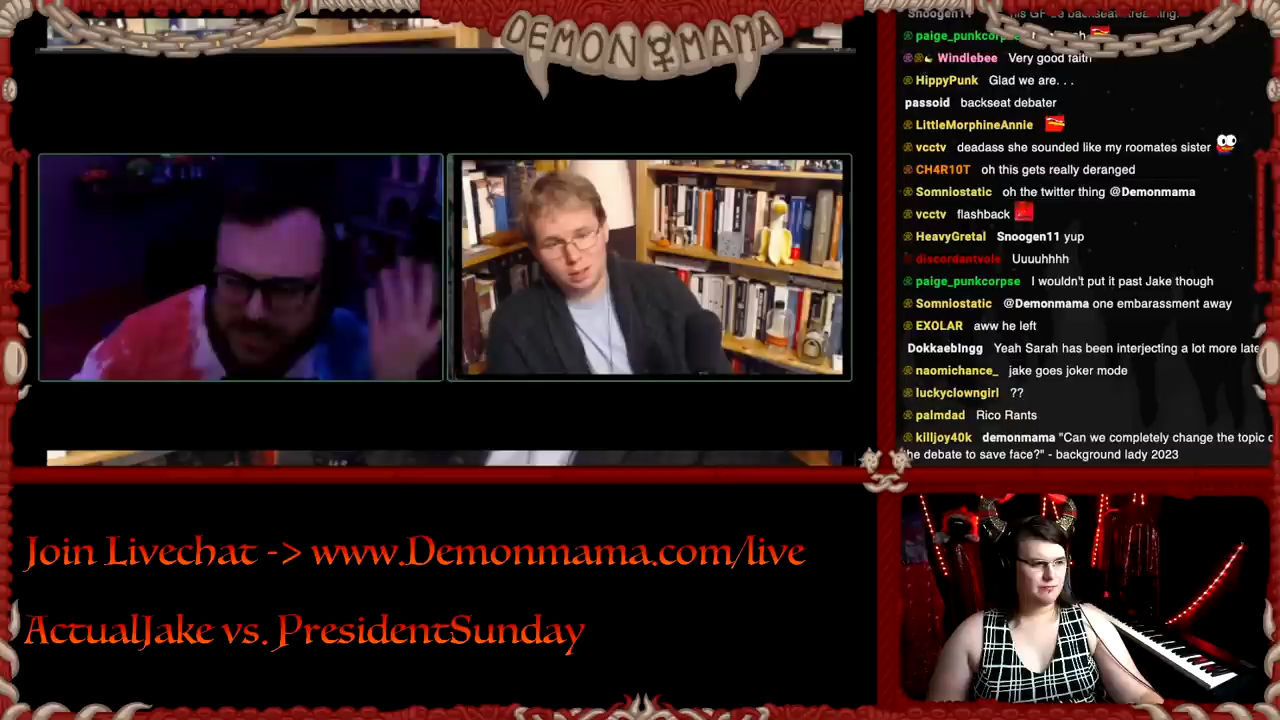 DEMON MAMA
Snoogen11
GF
backseat
paige_punkcorpse
Windlebee Very good faith
HippyPunk Glad we are. . .
passoid backseat debater
LittleMorphineAnnie
vcctv deadass she sounded like my roomates sister
CH4R10T oh this gets really deranged
Somniostatic oh the twitter thing @Demonmama
vcctv flashback
HeavyGretal Snoogen11 yup
discordantvole Uuuuhhhh
paige_punkcorpse I wouldn't put it past Jake though
Somniostatic @Demonmama one embarassment away
EXOLAR aww he left
Dokkaeblngg Yeah Sarah has been interjecting a lot more late
naomichance_ jake goes joker mode
luckyclowngirl ??
palmdad Rico Rants
killjoy40k demonmama "Can we completely change the topic o
he debate to save face?" - background lady 2023
Join Livechat -> www.Demonmama.com/live
ActualJake vs. PresidentSunday